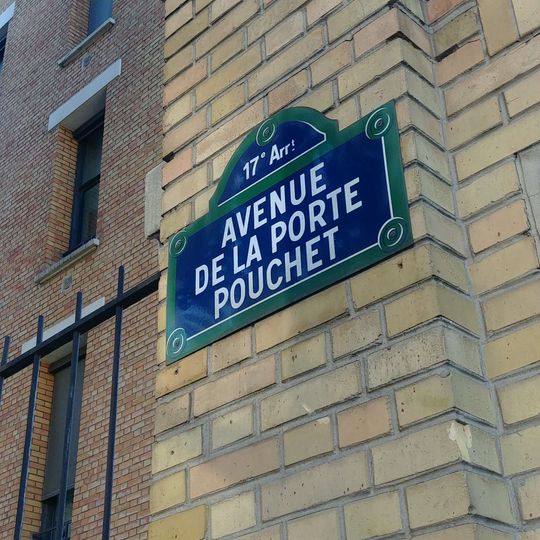 17ᵉ Arrᵗ
AVENUE
DE LA PORTE
POUCHET